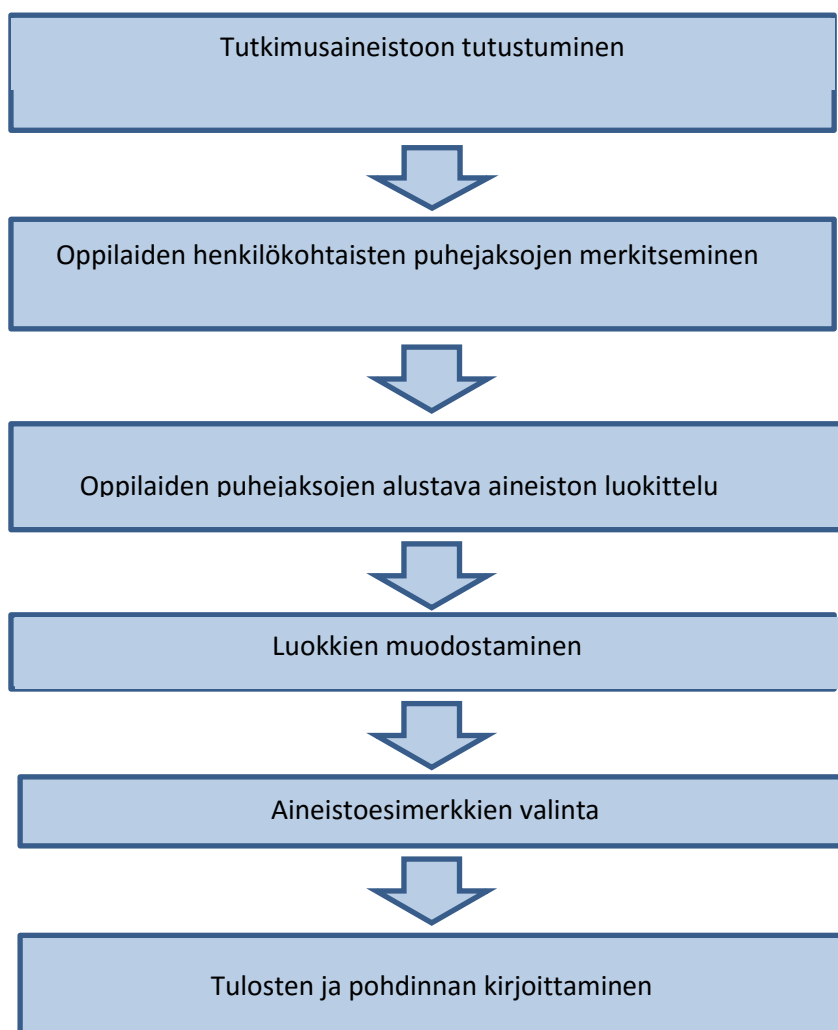 Tutkimusaineistoon tutustuminen
Oppilaiden henkilökohtaisten puhejaksojen merkitseminen
Oppilaiden puhejaksojen alustava aineiston luokittelu
Luokkien muodostaminen
Aineistoesimerkkien valinta
Tulosten ja pohdinnan kirjoittaminen